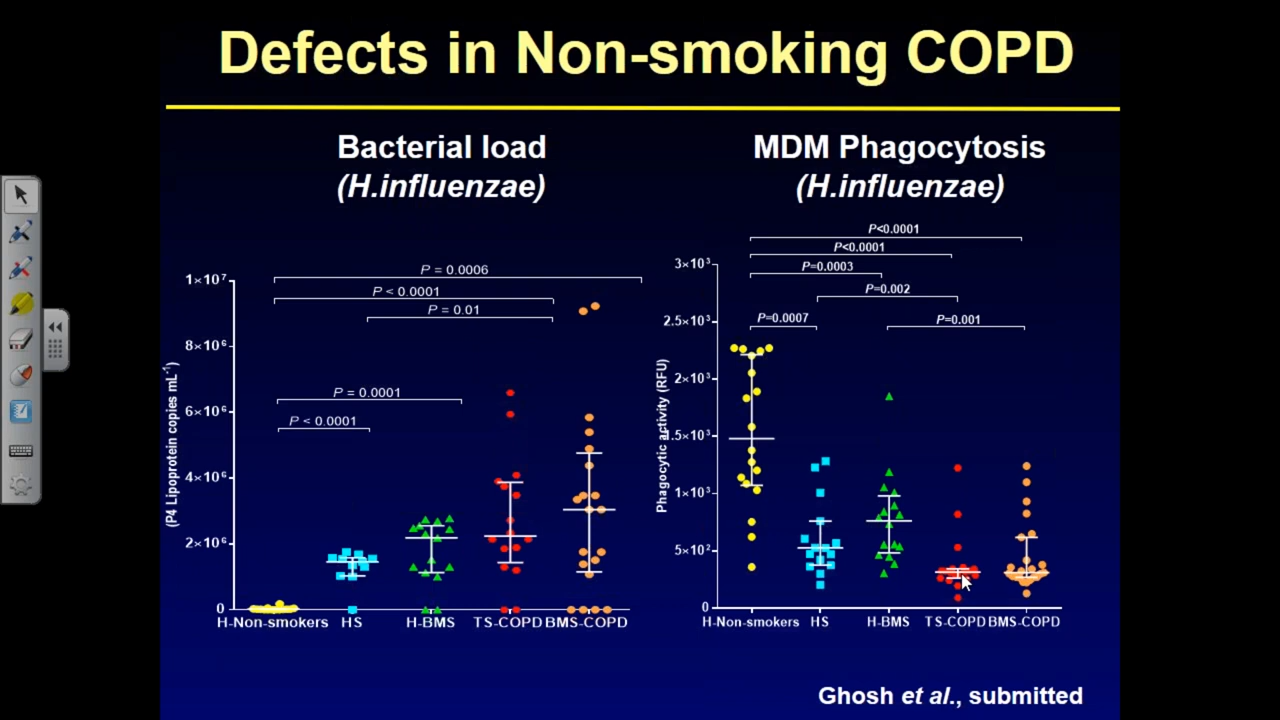 Defects in Non-smoking COPD
Bacterial load
(H.influenzae)
P = 0.0006
P < 0.0001
P = 0.01
P = 0.0001
P < 0.0001
1×10⁷
8×10⁶
6×10⁶
4×10⁶
2×10⁶
0
(P4 Lipoprotein copies mL⁻¹)
H-Non-smokers HS H-BMS TS-COPD BMS-COPD
MDM Phagocytosis
(H.influenzae)
P<0.0001
P<0.0001
P=0.0003
P=0.002
P=0.0007
P=0.001
3×10³
2.5×10³
2×10³
1.5×10³
1×10³
5×10²
0
Phagocytic activity (RFU)
H-Non-smokers HS H-BMS TS-COPD BMS-COPD
Ghosh et al., submitted